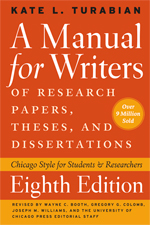 KATE L. TURABIAN
A Manual
for Writers
OF RESEARCH
PAPERS,
THESES, AND
DISSERTATIONS
Over
9 Million
Sold
Chicago Style for Students & Researchers
Eighth Edition
REVISED BY WAYNE C. BOOTH, GREGORY G. COLOMB,
JOSEPH M. WILLIAMS, AND THE UNIVERSITY OF
CHICAGO PRESS EDITORIAL STAFF